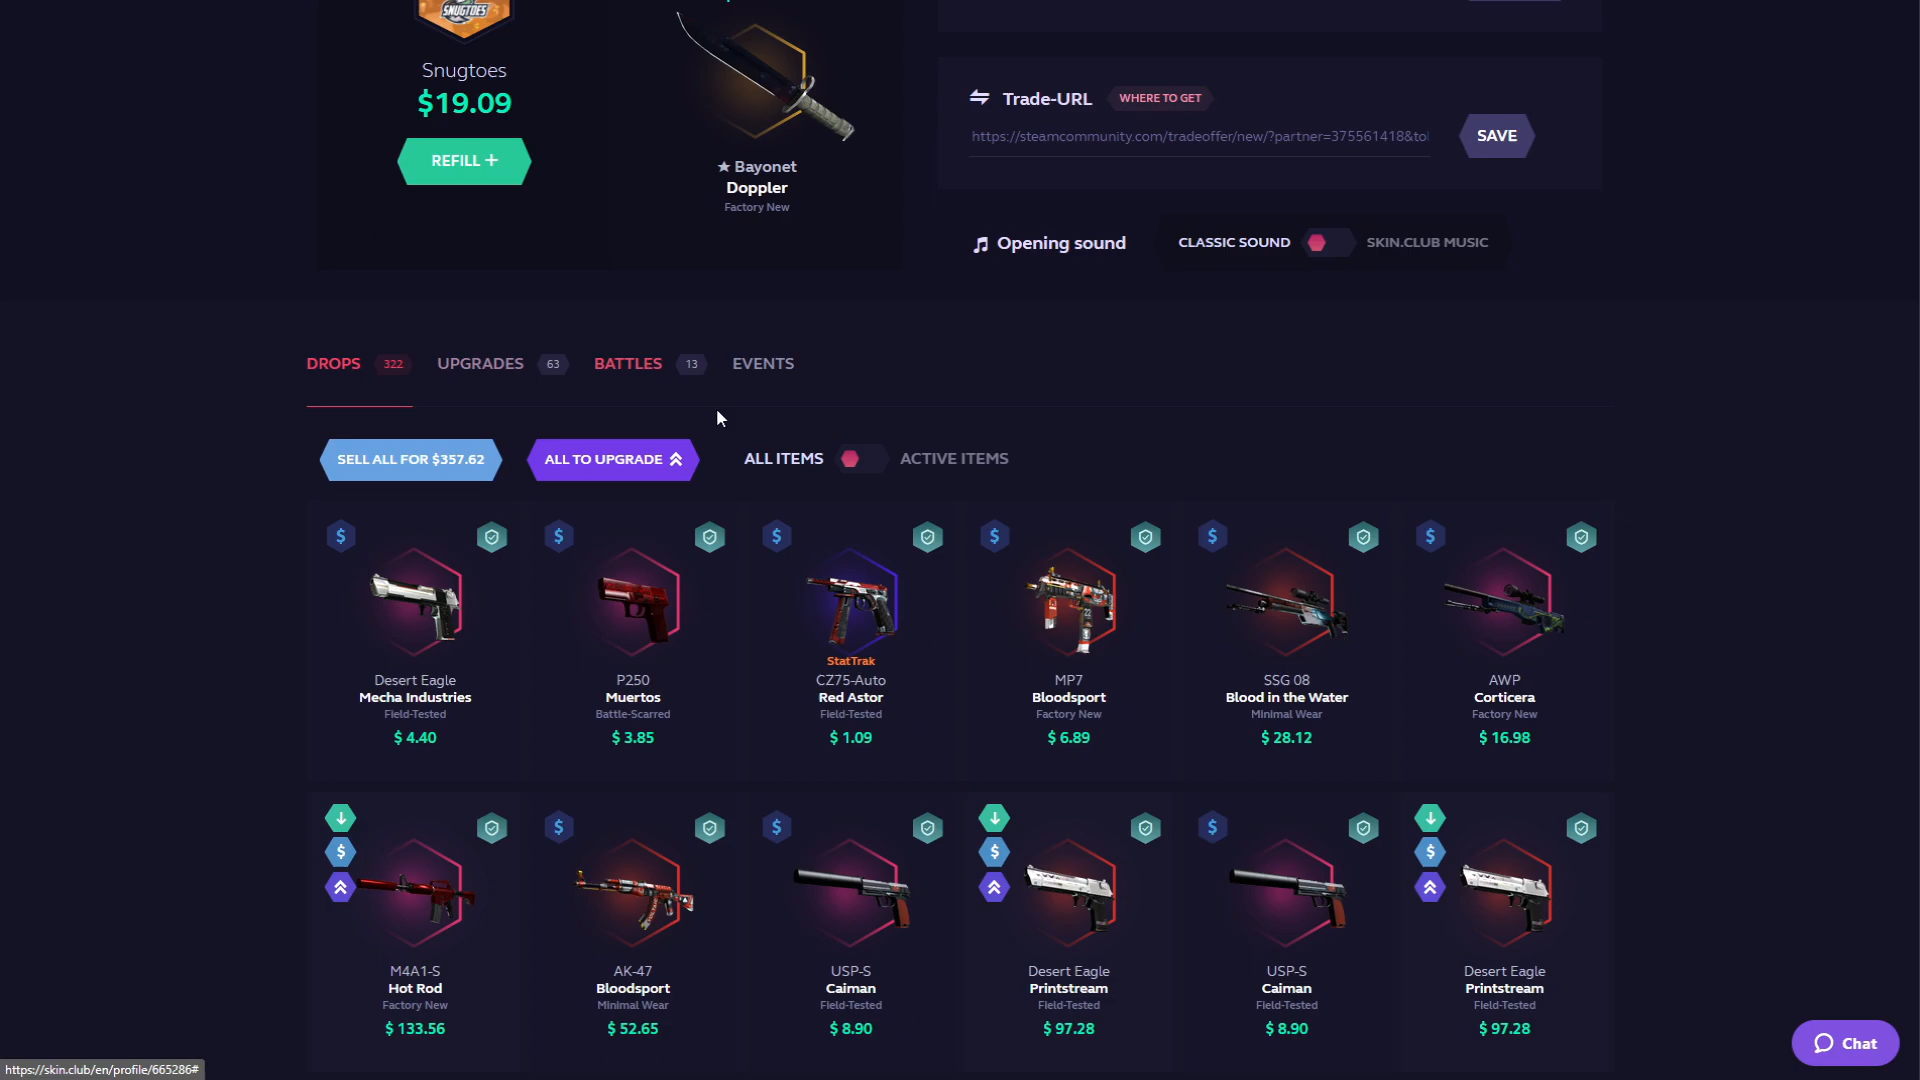 SNUGTOES
Snugtoes
$19.09
REFILL +
★ Bayonet
Doppler
Factory New
Trade-URL
WHERE TO GET
https://steamcommunity.com/tradeoffer/new/?partner=375561418&to
SAVE
Opening sound
CLASSIC SOUND
SKIN.CLUB MUSIC
DROPS 322
UPGRADES 63
BATTLES 13
EVENTS
SELL ALL FOR $357.62
ALL TO UPGRADE
ALL ITEMS
ACTIVE ITEMS
Desert Eagle
Mecha Industries
Field-Tested
$ 4.40
P250
Muertos
Battle-Scarred
$ 3.85
StatTrak
CZ75-Auto
Red Astor
Field-Tested
$ 1.09
MP7
Bloodsport
Factory New
$ 6.89
SSG 08
Blood in the Water
Minimal Wear
$ 28.12
AWP
Corticera
Factory New
$ 16.98
M4A1-S
Hot Rod
Factory New
$ 133.56
AK-47
Bloodsport
Minimal Wear
$ 52.65
USP-S
Caiman
Field-Tested
$ 8.90
Desert Eagle
Printstream
Field-Tested
$ 97.28
USP-S
Caiman
Field-Tested
$ 8.90
Desert Eagle
Printstream
Field-Tested
$ 97.28
Chat
https://skin.club/en/profile/665286#